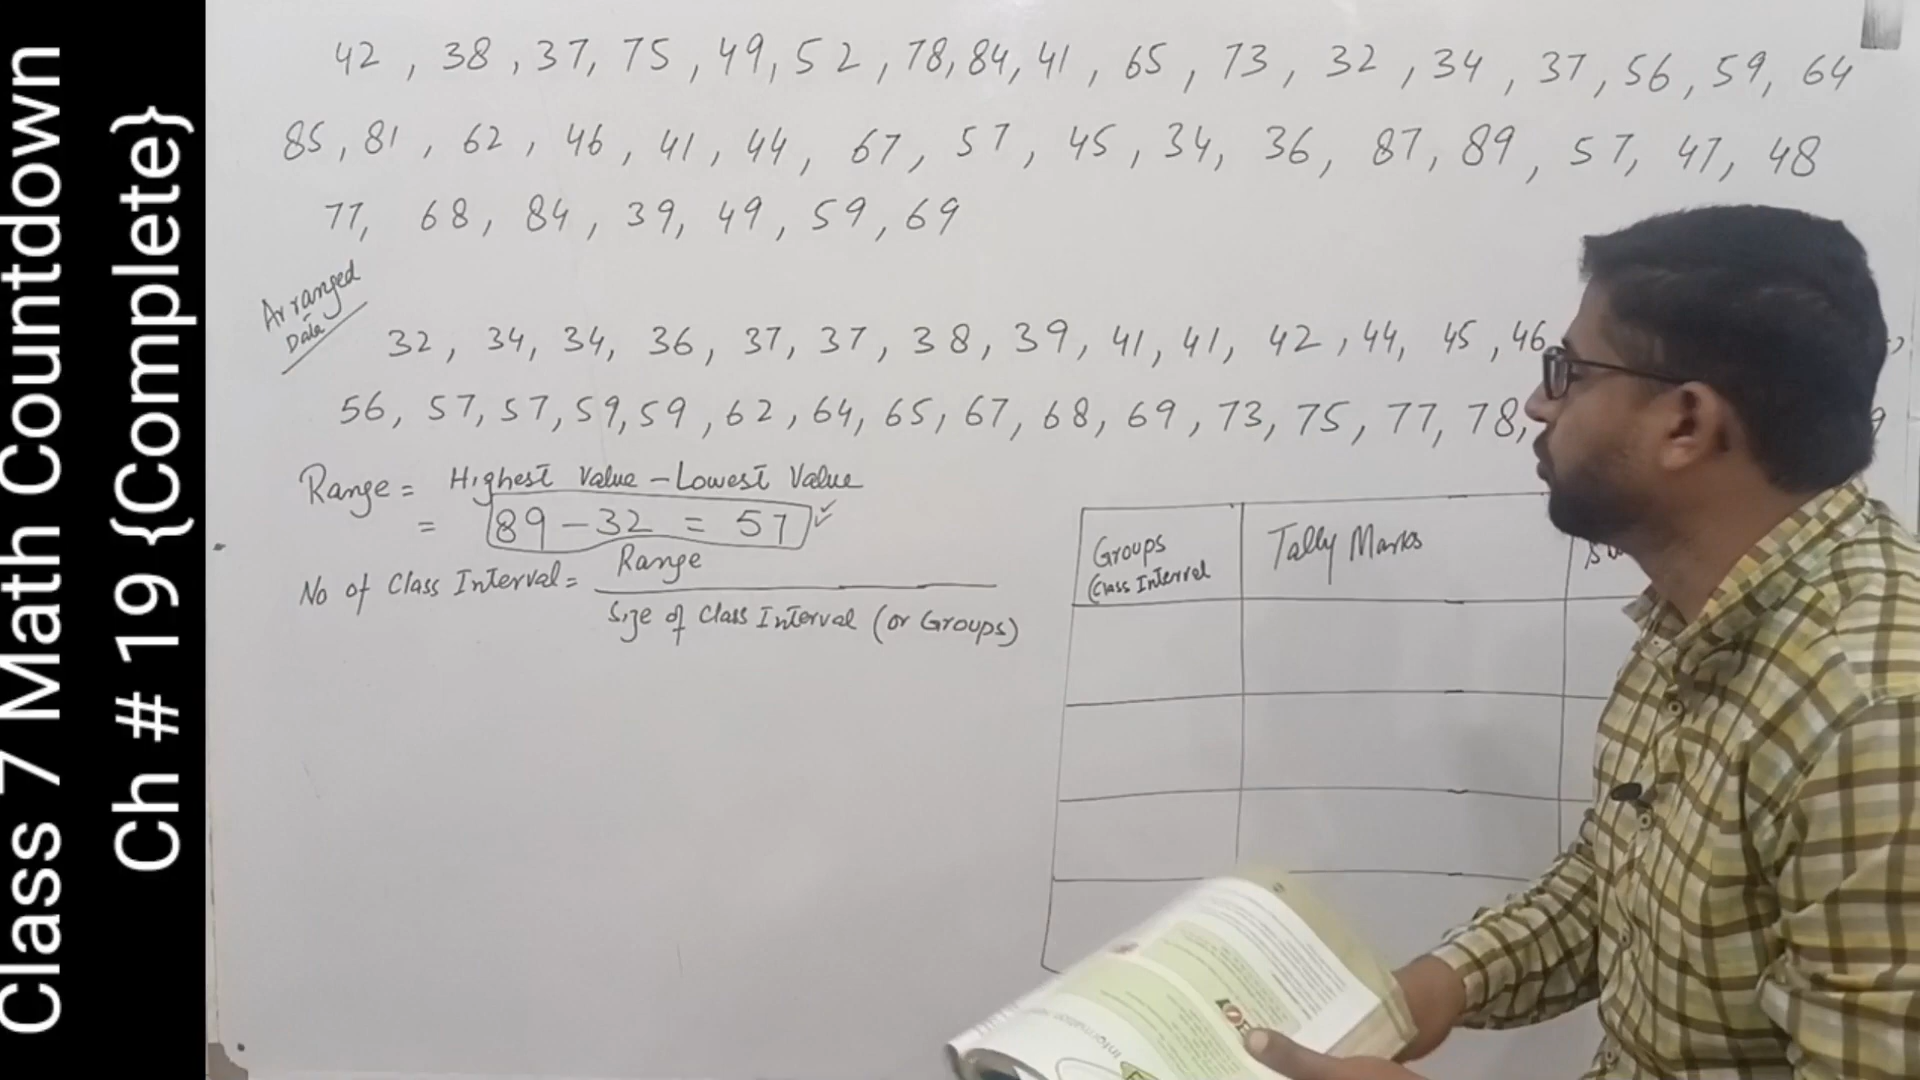 Class 7 Math Countdown
Ch # 19 {Complete}
42 , 38 , 37, 75 , 49, 52 , 78, 84, 41 , 65 , 73 , 32 , 34 , 37, 56 , 59, 64
85 , 81 , 62 , 46 , 41 , 44 , 67 , 57 , 45 , 34, 36 , 87, 89 , 57, 47, 48
77, 68 , 84 , 39, 49 , 59 , 69
Arranged
Data
32 , 34, 34, 36 , 37, 37 , 38 , 39 , 41 , 41 , 42 , 44, 45 , 46
56, 57, 57, 59, 59 , 62 , 64, 65, 67, 68, 69 , 73, 75 , 77, 78,
Range = Highest Value – Lowest Value
= 89 – 32 = 57
No of Class Interval = Range
Size of Class Interval (or Groups)
Groups
(Class Interval
Tally Marks